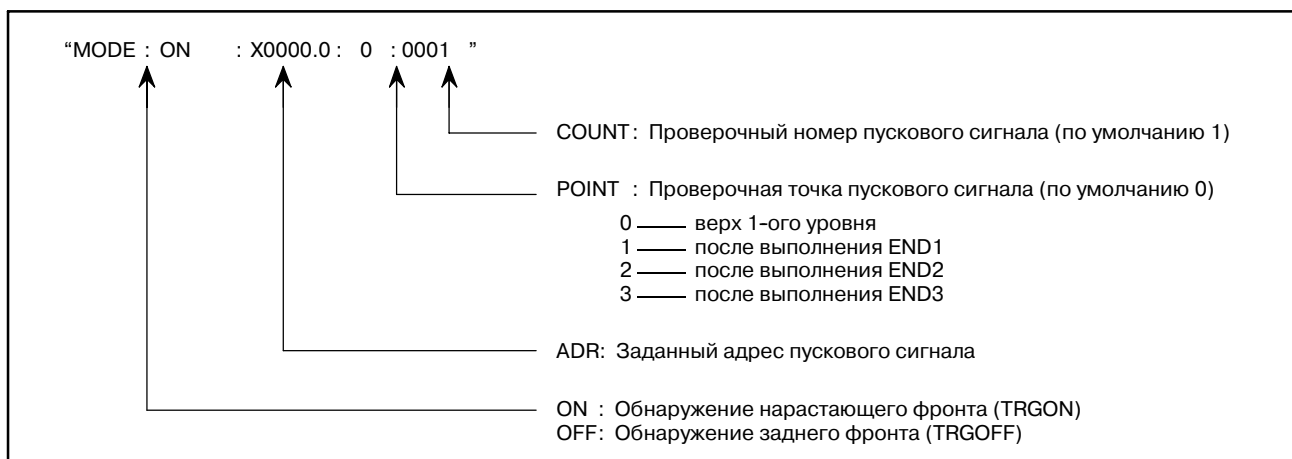 “MODE : ON : X0000.0 : 0 : 0001 ”
COUNT : Проверочный номер пускового сигнала (по умолчанию 1)
POINT : Проверочная точка пускового сигнала (по умолчанию 0)
0 —— верх 1-ого уровня
1 —— после выполнения END1
2 —— после выполнения END2
3 —— после выполнения END3
ADR: Заданный адрес пускового сигнала
ON : Обнаружение нарастающего фронта (TRGON)
OFF: Обнаружение заднего фронта (TRGOFF)